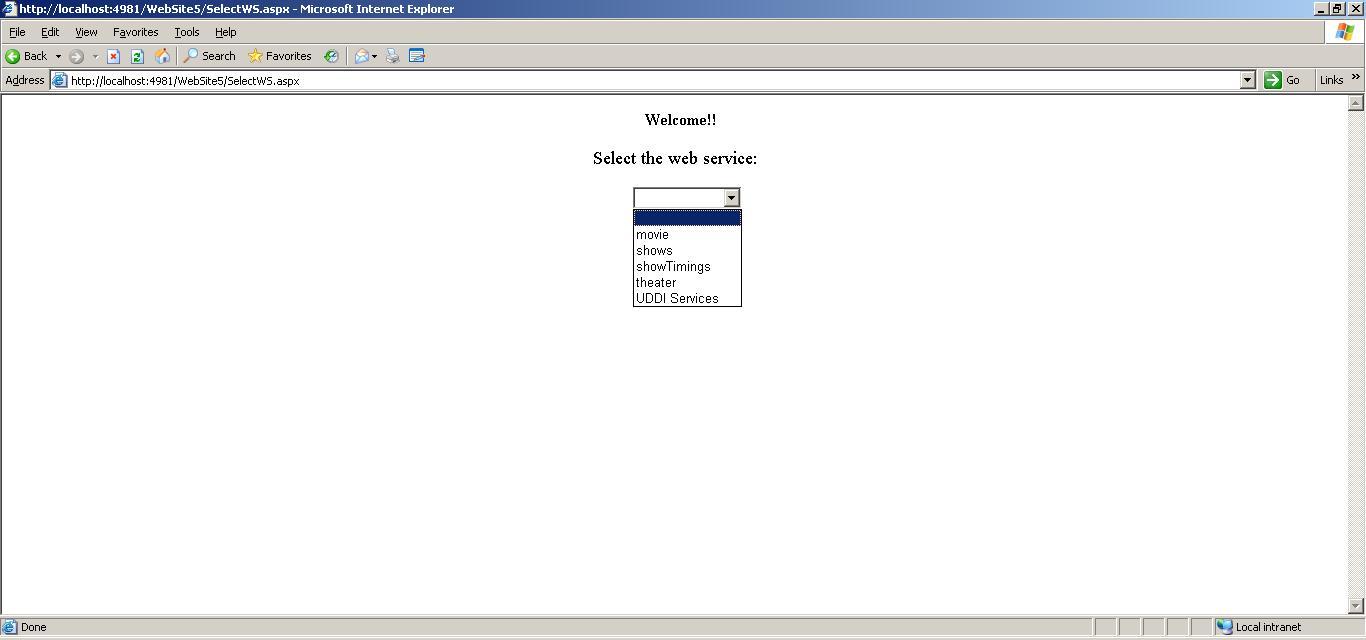 http://localhost:4981/WebSite5/SelectWS.aspx - Microsoft Internet Explorer
File Edit View Favorites Tools Help
Back Search Favorites
Address http://localhost:4981/WebSite5/SelectWS.aspx Go Links »
Welcome!!
Select the web service:
movie
shows
showTimings
theater
UDDI Services
Done Local intranet